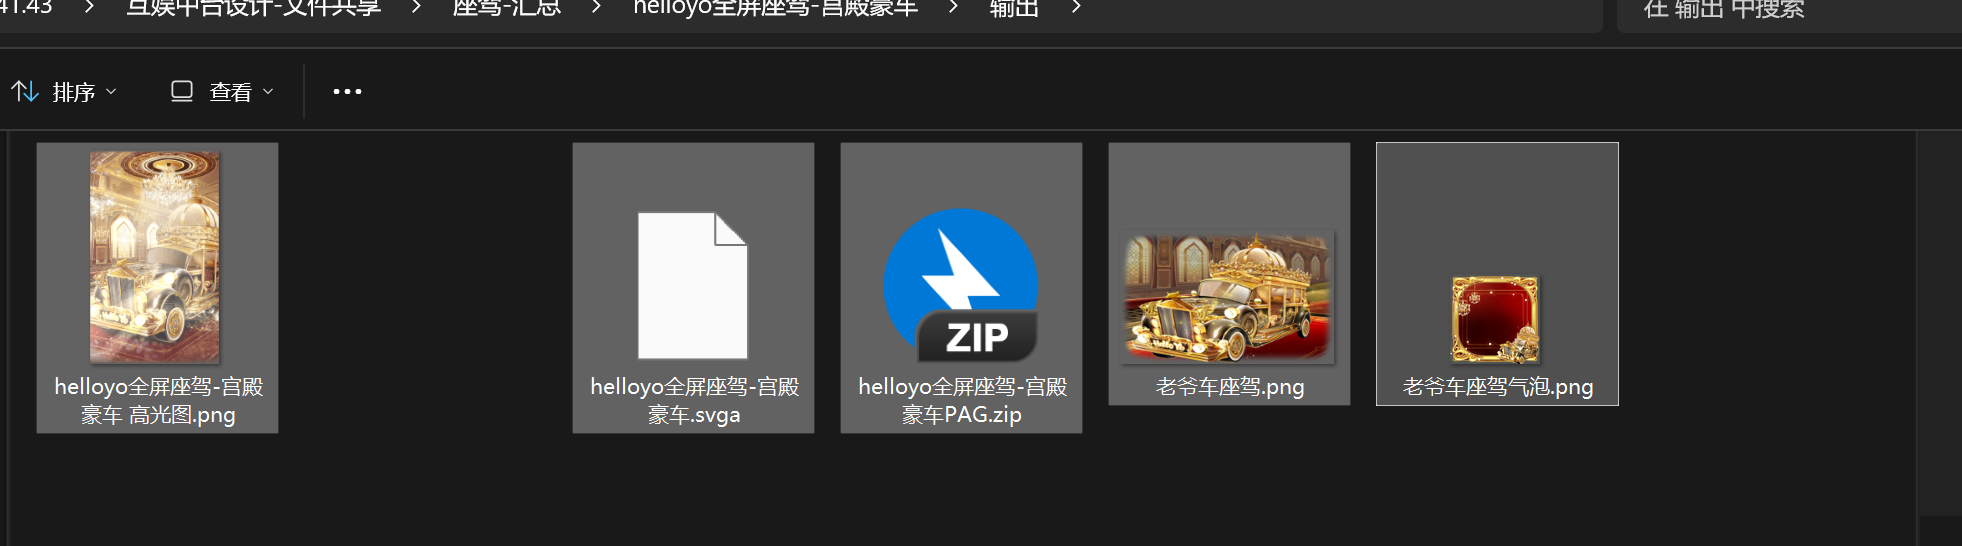 41.43 > 互娱中台设计-文件共享 > 座驾-汇总 > helloyo全屏座驾-宫殿豪车 > 输出 >
在 输出 中搜索
排序 查看 •••
helloyo全屏座驾-宫殿
豪车 高光图.png
helloyo全屏座驾-宫殿
豪车.svga
ZIP
helloyo全屏座驾-宫殿
豪车PAG.zip
老爷车座驾.png
老爷车座驾气泡.png